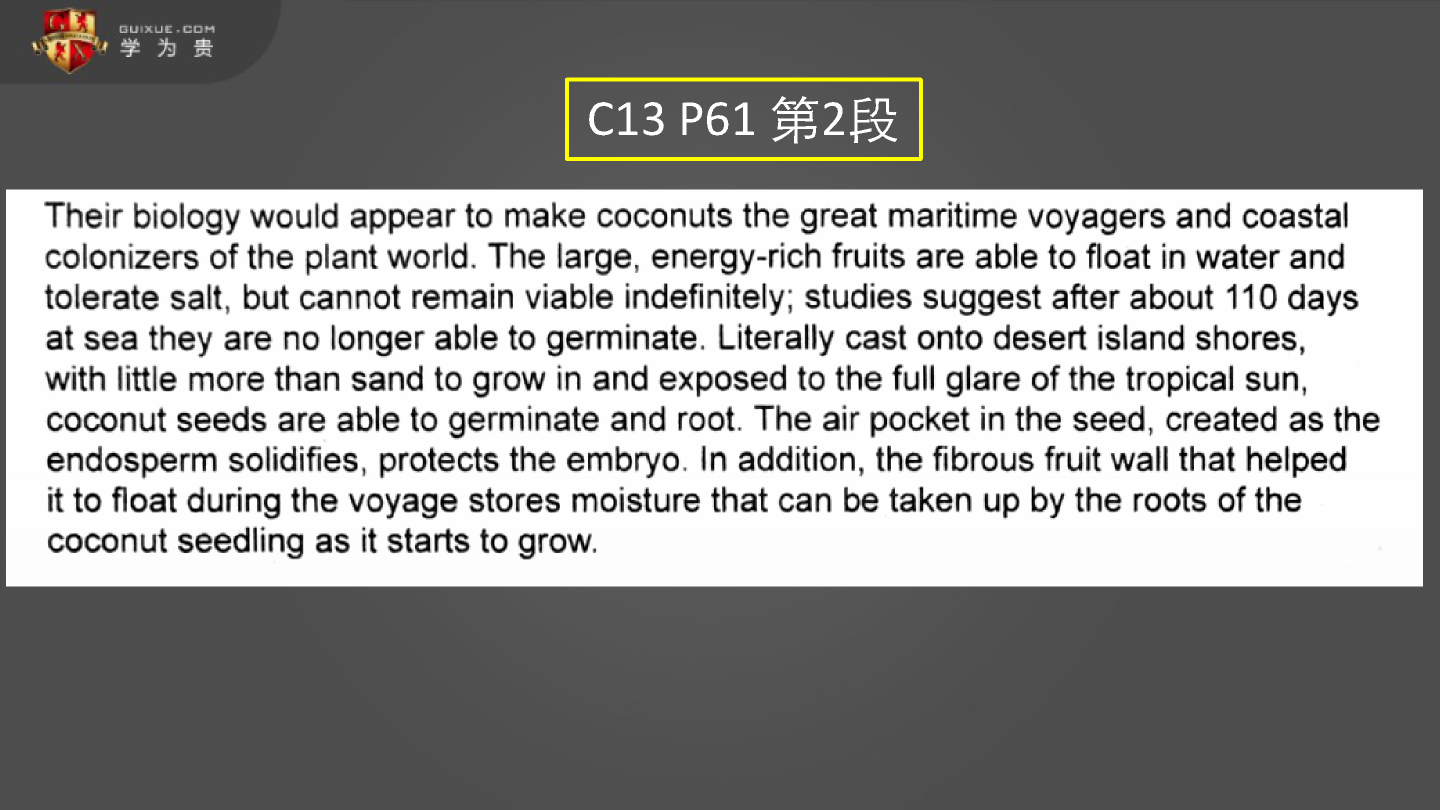 GUIXUE.COM
学为贵
C13 P61 第2段
Their biology would appear to make coconuts the great maritime voyagers and coastal
colonizers of the plant world. The large, energy-rich fruits are able to float in water and
tolerate salt, but cannot remain viable indefinitely; studies suggest after about 110 days
at sea they are no longer able to germinate. Literally cast onto desert island shores,
with little more than sand to grow in and exposed to the full glare of the tropical sun,
coconut seeds are able to germinate and root. The air pocket in the seed, created as the
endosperm solidifies, protects the embryo. In addition, the fibrous fruit wall that helped
it to float during the voyage stores moisture that can be taken up by the roots of the
coconut seedling as it starts to grow.